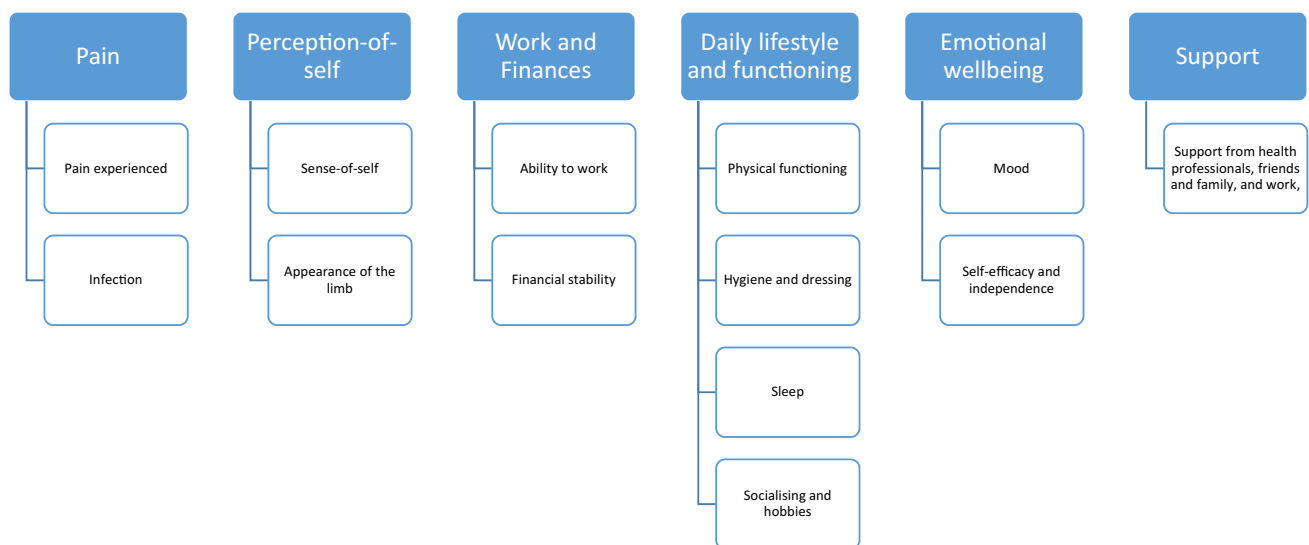 Pain
Pain experienced
Infection
Perception-of-
self
Sense-of-self
Appearance of the
limb
Work and
Finances
Ability to work
Financial stability
Daily lifestyle
and functioning
Physical functioning
Hygiene and dressing
Sleep
Socialising and
hobbies
Emotional
wellbeing
Mood
Self-efficacy and
independence
Support
Support from health
professionals, friends
and family, and work,